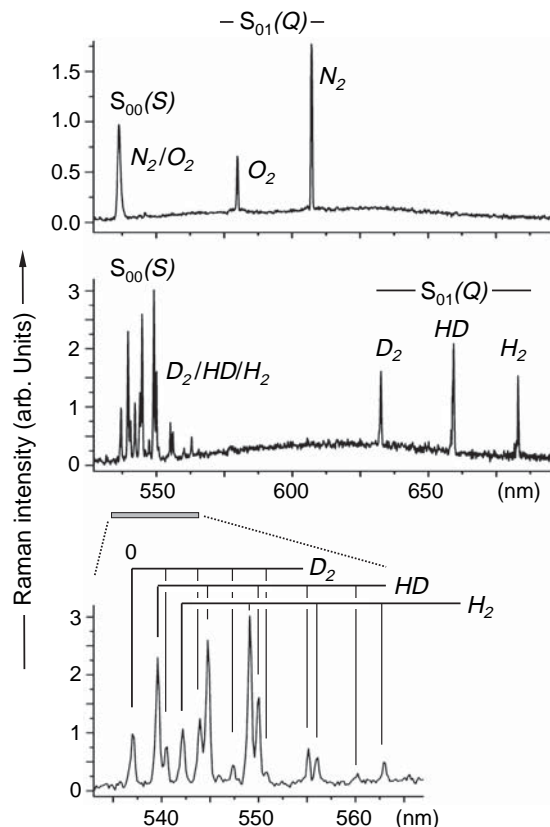 – S01(Q) –
N2
1.5
S00(S)
1.0
N2/O2
0.5
O2
0.0
S00(S)
S01(Q)
3
D2
HD
H2
2
D2/HD/H2
1
0
550
600
650
(nm)
Raman intensity (arb. Units)
0
D2
HD
H2
3
2
1
0
540
550
560
(nm)